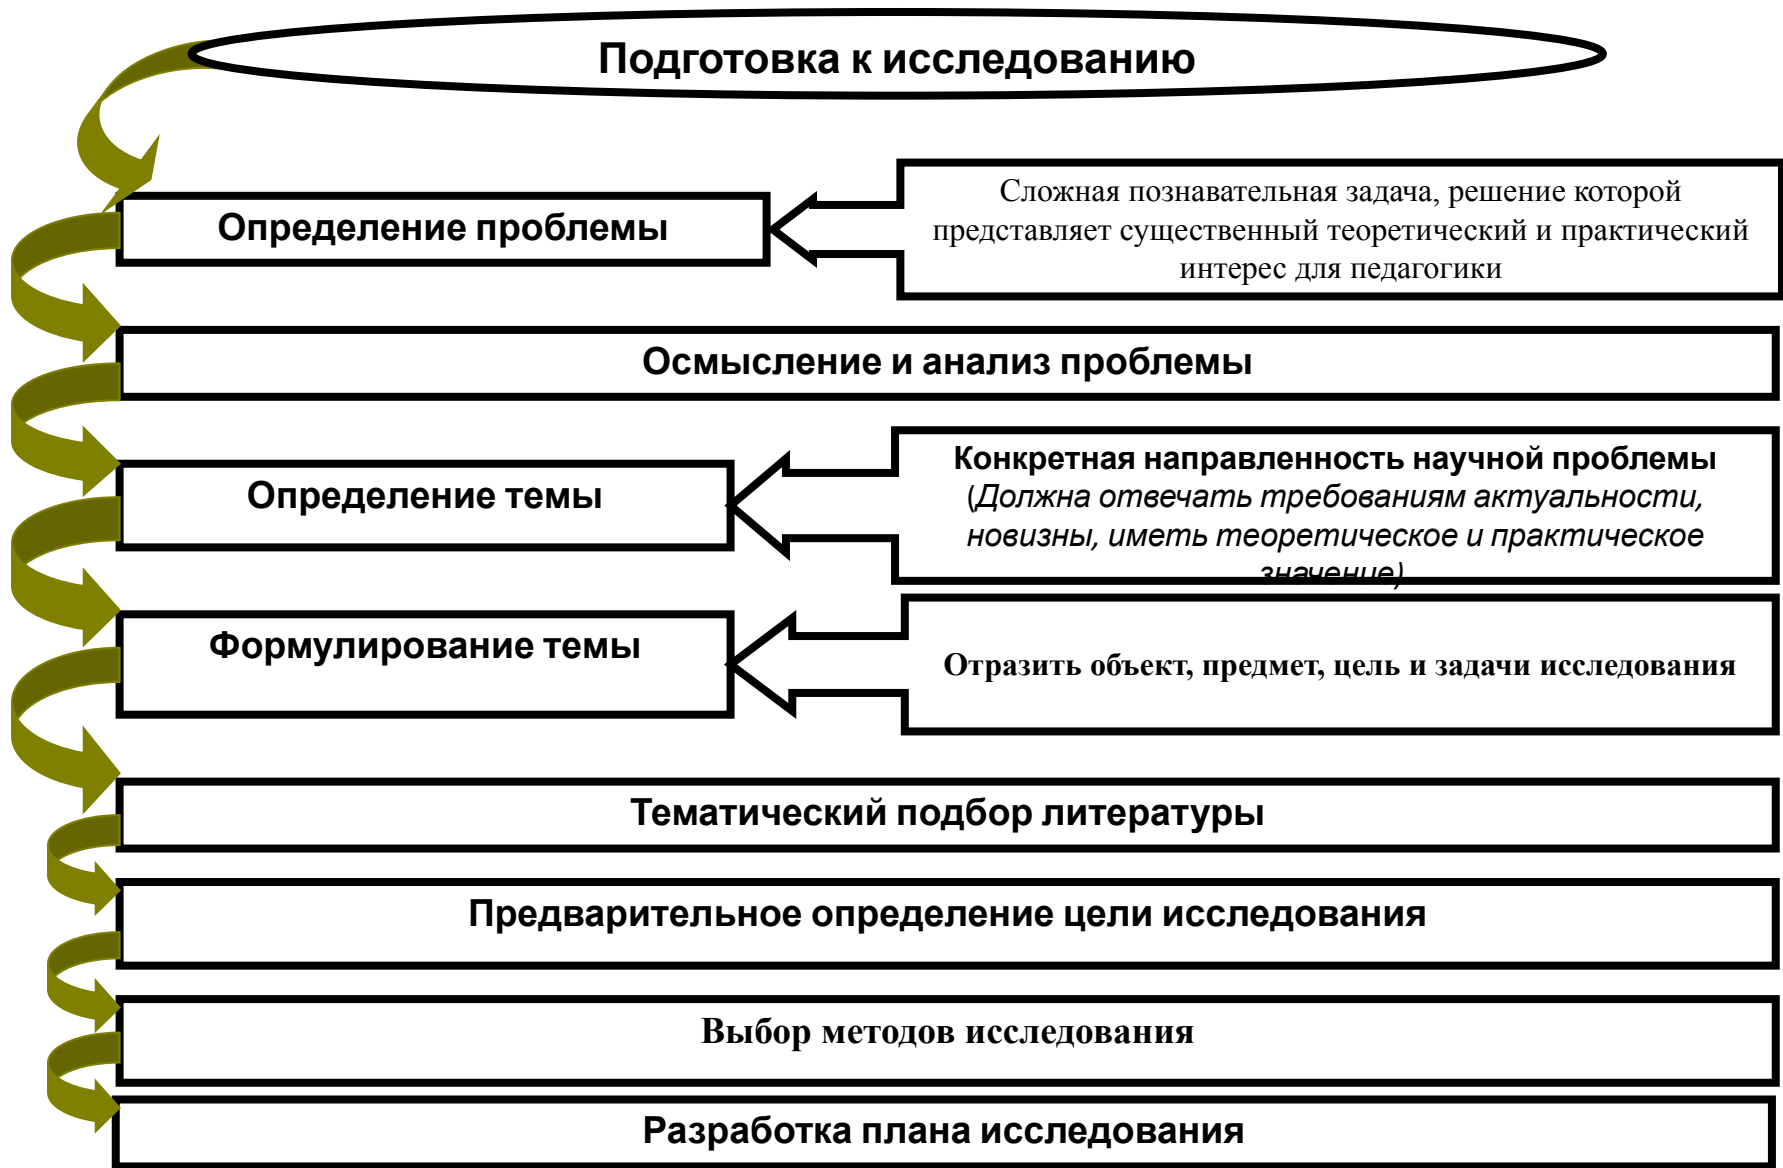 Подготовка к исследованию
Определение проблемы
Сложная познавательная задача, решение которой
представляет существенный теоретический и практический
интерес для педагогики
Осмысление и анализ проблемы
Определение темы
Конкретная направленность научной проблемы
(Должна отвечать требованиям актуальности,
новизны, иметь теоретическое и практическое
значение)
Формулирование темы
Отразить объект, предмет, цель и задачи исследования
Тематический подбор литературы
Предварительное определение цели исследования
Выбор методов исследования
Разработка плана исследования